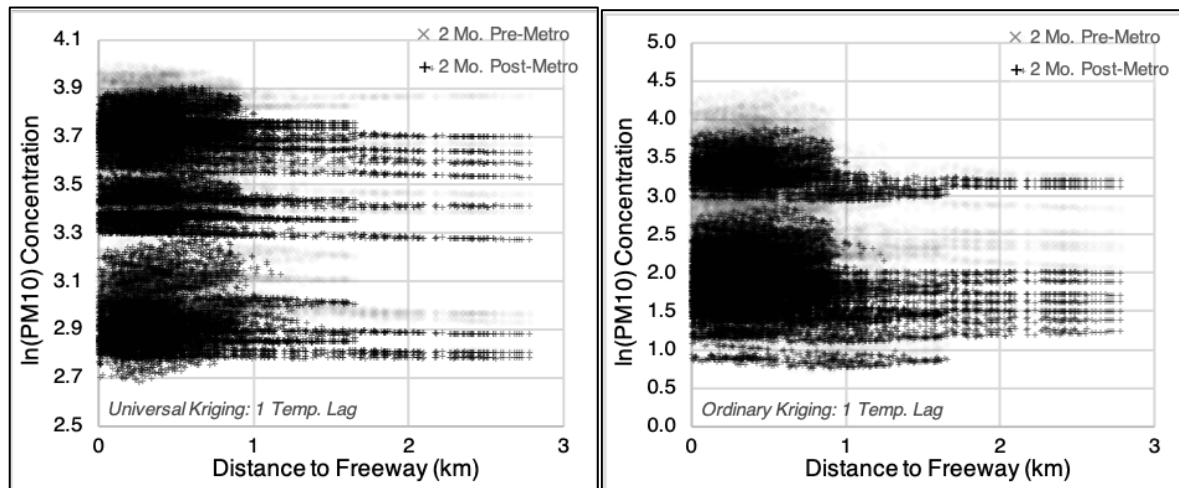 4.1
3.9
3.7
3.5
3.3
3.1
2.9
2.7
2.5
ln(PM10) Concentration
× 2 Mo. Pre-Metro
+ 2 Mo. Post-Metro
Universal Kriging: 1 Temp. Lag
0 1 2 3
Distance to Freeway (km)
5.0
4.5
4.0
3.5
3.0
2.5
2.0
1.5
1.0
0.5
0.0
ln(PM10) Concentration
× 2 Mo. Pre-Metro
+ 2 Mo. Post-Metro
Ordinary Kriging: 1 Temp. Lag
0 1 2 3
Distance to Freeway (km)